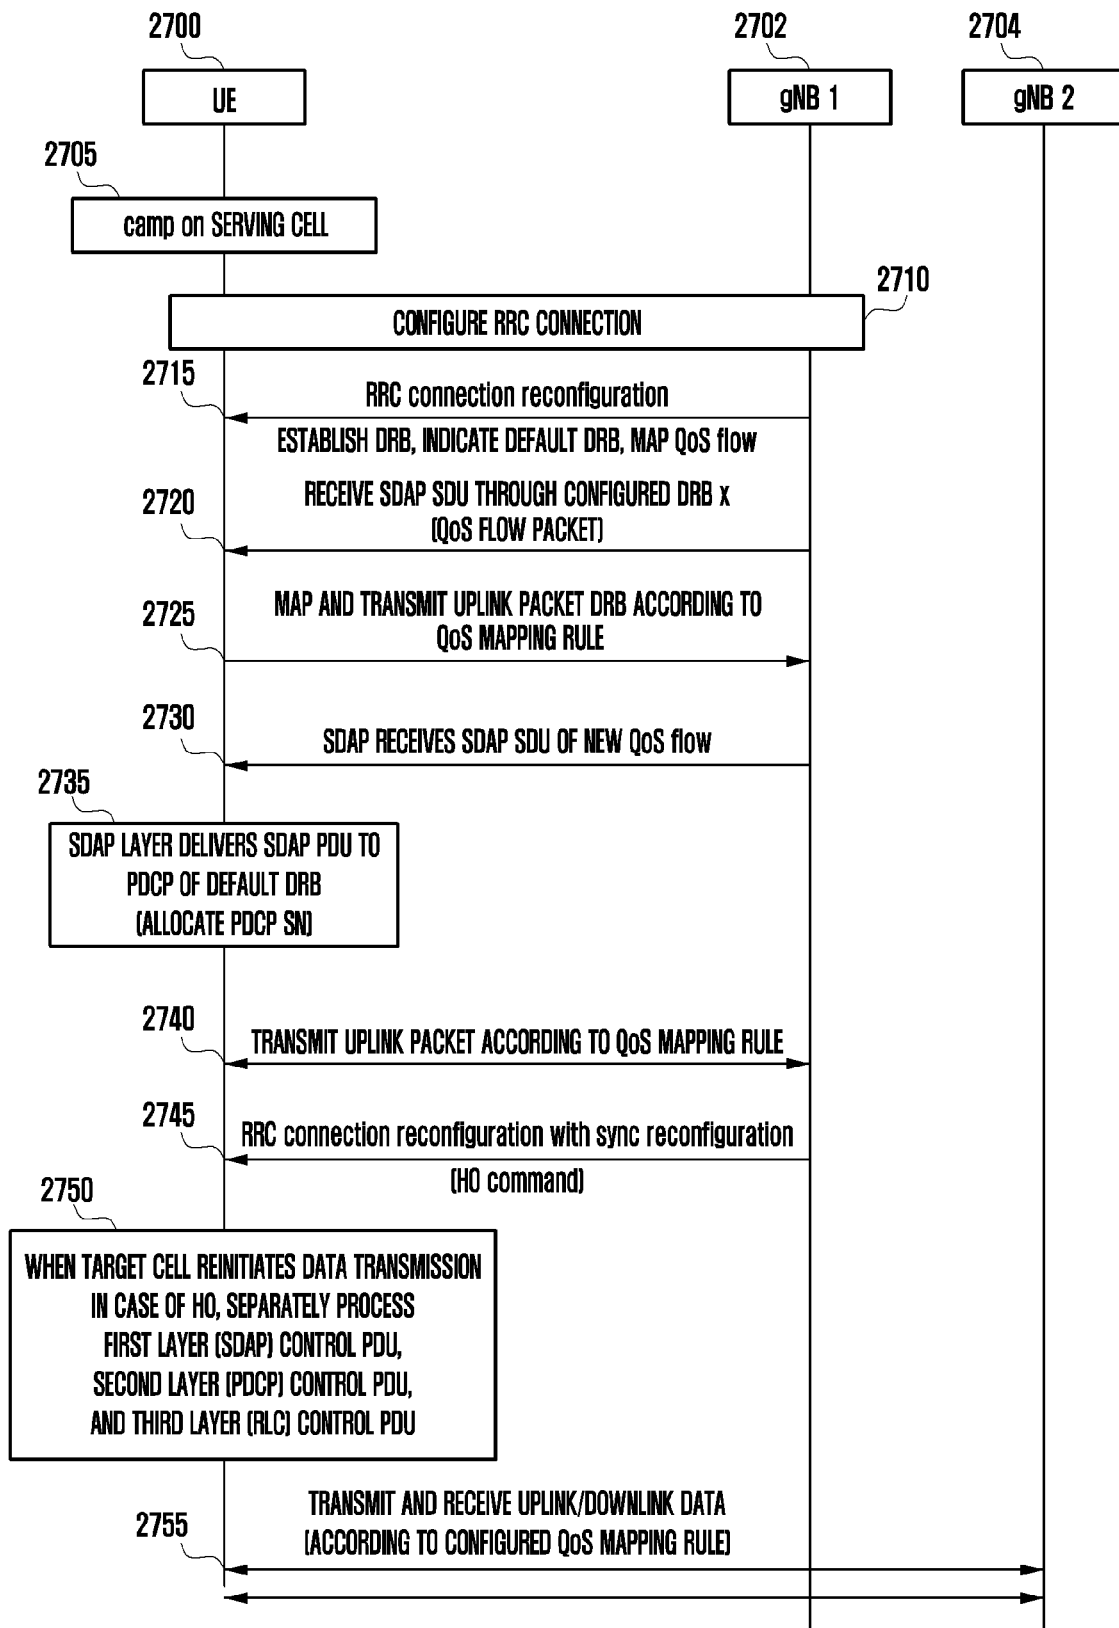 2700
2702
2704
UE
gNB 1
gNB 2
2705
camp on SERVING CELL
2710
CONFIGURE RRC CONNECTION
2715
RRC connection reconfiguration
ESTABLISH DRB, INDICATE DEFAULT DRB, MAP QoS flow
2720
RECEIVE SDAP SDU THROUGH CONFIGURED DRB x
(QoS FLOW PACKET)
2725
MAP AND TRANSMIT UPLINK PACKET DRB ACCORDING TO
QoS MAPPING RULE
2730
SDAP RECEIVES SDAP SDU OF NEW QoS flow
2735
SDAP LAYER DELIVERS SDAP PDU TO
PDCP OF DEFAULT DRB
(ALLOCATE PDCP SN)
2740
TRANSMIT UPLINK PACKET ACCORDING TO QoS MAPPING RULE
2745
RRC connection reconfiguration with sync reconfiguration
(HO command)
2750
WHEN TARGET CELL REINITIATES DATA TRANSMISSION
IN CASE OF HO, SEPARATELY PROCESS
FIRST LAYER (SDAP) CONTROL PDU,
SECOND LAYER (PDCP) CONTROL PDU,
AND THIRD LAYER (RLC) CONTROL PDU
2755
TRANSMIT AND RECEIVE UPLINK/DOWNLINK DATA
(ACCORDING TO CONFIGURED QoS MAPPING RULE)